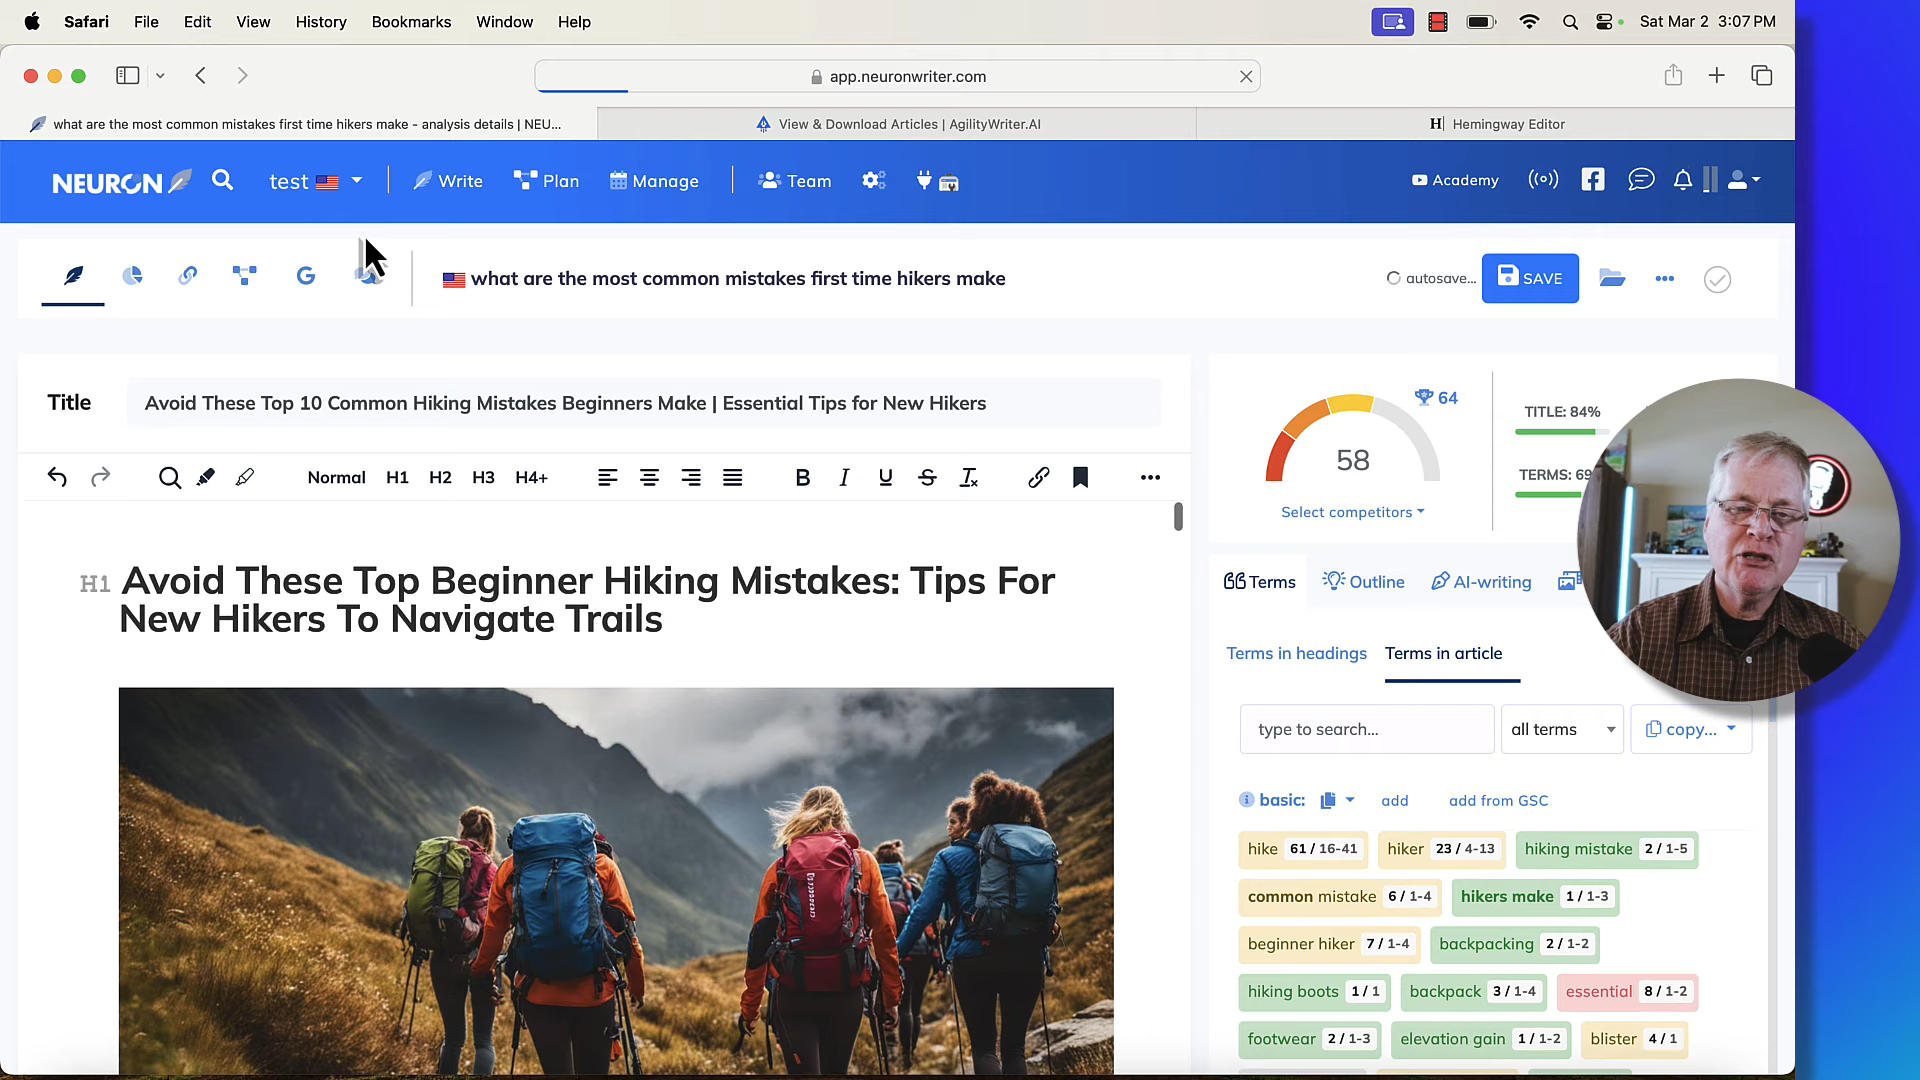 Safari File Edit View History Bookmarks Window Help Sat Mar 2 3:07 PM
app.neuronwriter.com
what are the most common mistakes first time hikers make - analysis details | NEU...
View & Download Articles | AgilityWriter.AI
H| Hemingway Editor
NEURON test Write Plan Manage Team Academy
what are the most common mistakes first time hikers make
autosave... SAVE
Title Avoid These Top 10 Common Hiking Mistakes Beginners Make | Essential Tips for New Hikers
Normal H1 H2 H3 H4+ B I U S Tx
H1 Avoid These Top Beginner Hiking Mistakes: Tips For
New Hikers To Navigate Trails
64
58
Select competitors
TITLE: 84%
TERMS: 69
Terms Outline AI-writing
Terms in headings Terms in article
type to search... all terms copy...
basic: add add from GSC
hike 61 / 16-41 hiker 23 / 4-13 hiking mistake 2 / 1-5
common mistake 6 / 1-4 hikers make 1 / 1-3
beginner hiker 7 / 1-4 backpacking 2 / 1-2
hiking boots 1 / 1 backpack 3 / 1-4 essential 8 / 1-2
footwear 2 / 1-3 elevation gain 1 / 1-2 blister 4 / 1